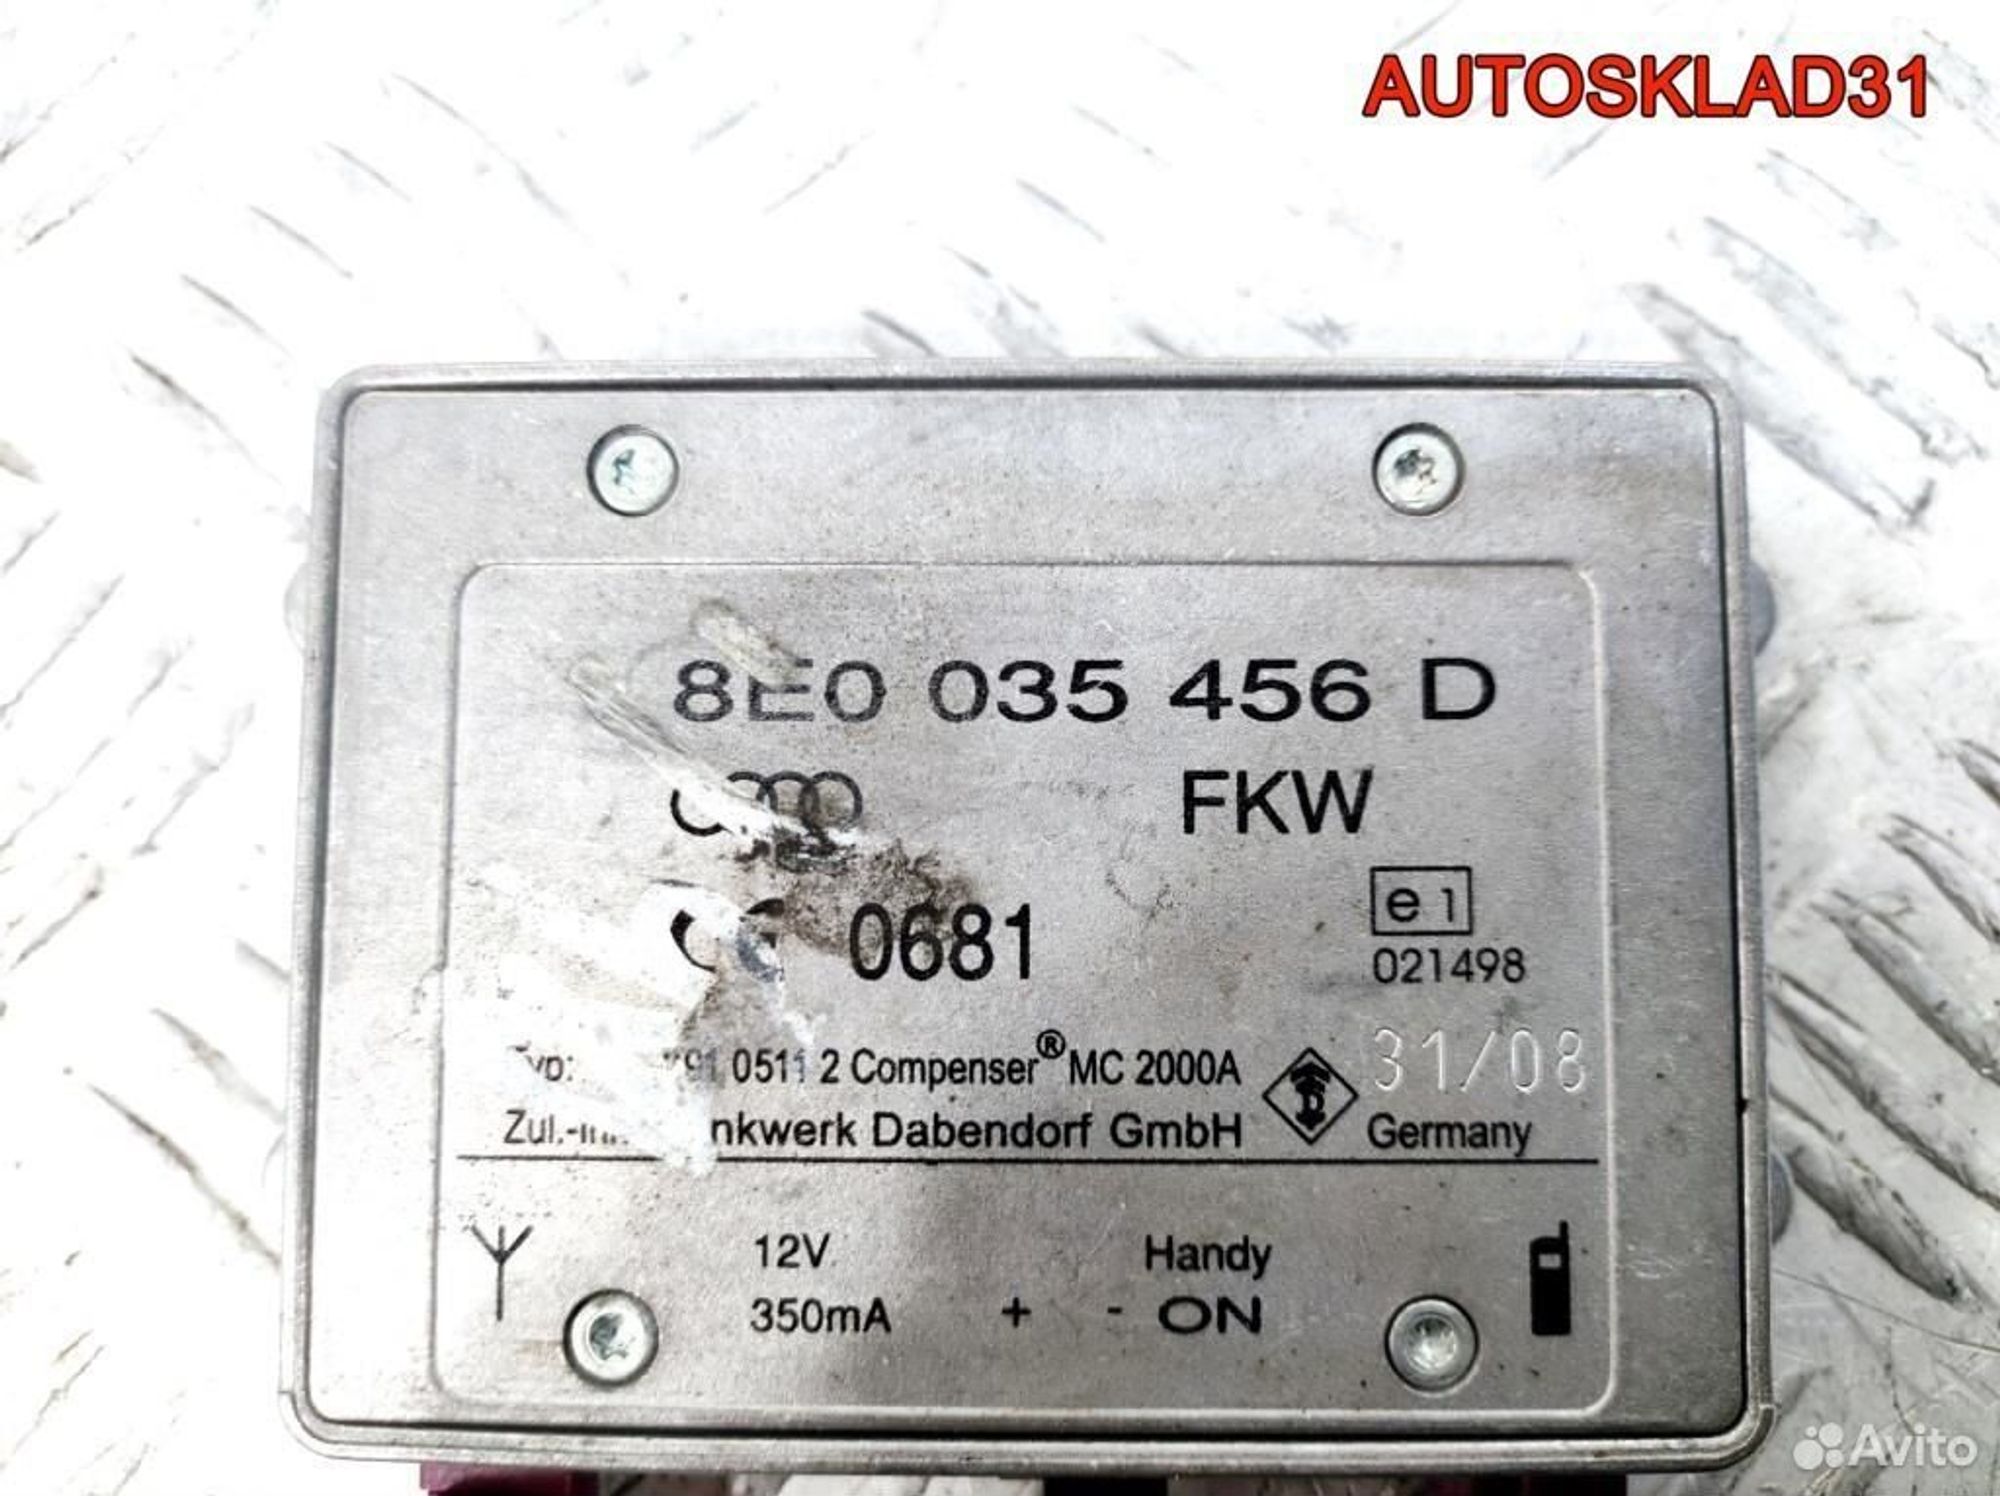 AUTOSKLAD31
8E0 035 456 D
FKW
CE 0681
e1
021498
0511 2 Compenser® MC 2000A
31/08
Dabendorf GmbH
Germany
12V
Handy
350mA + - ON
Avito